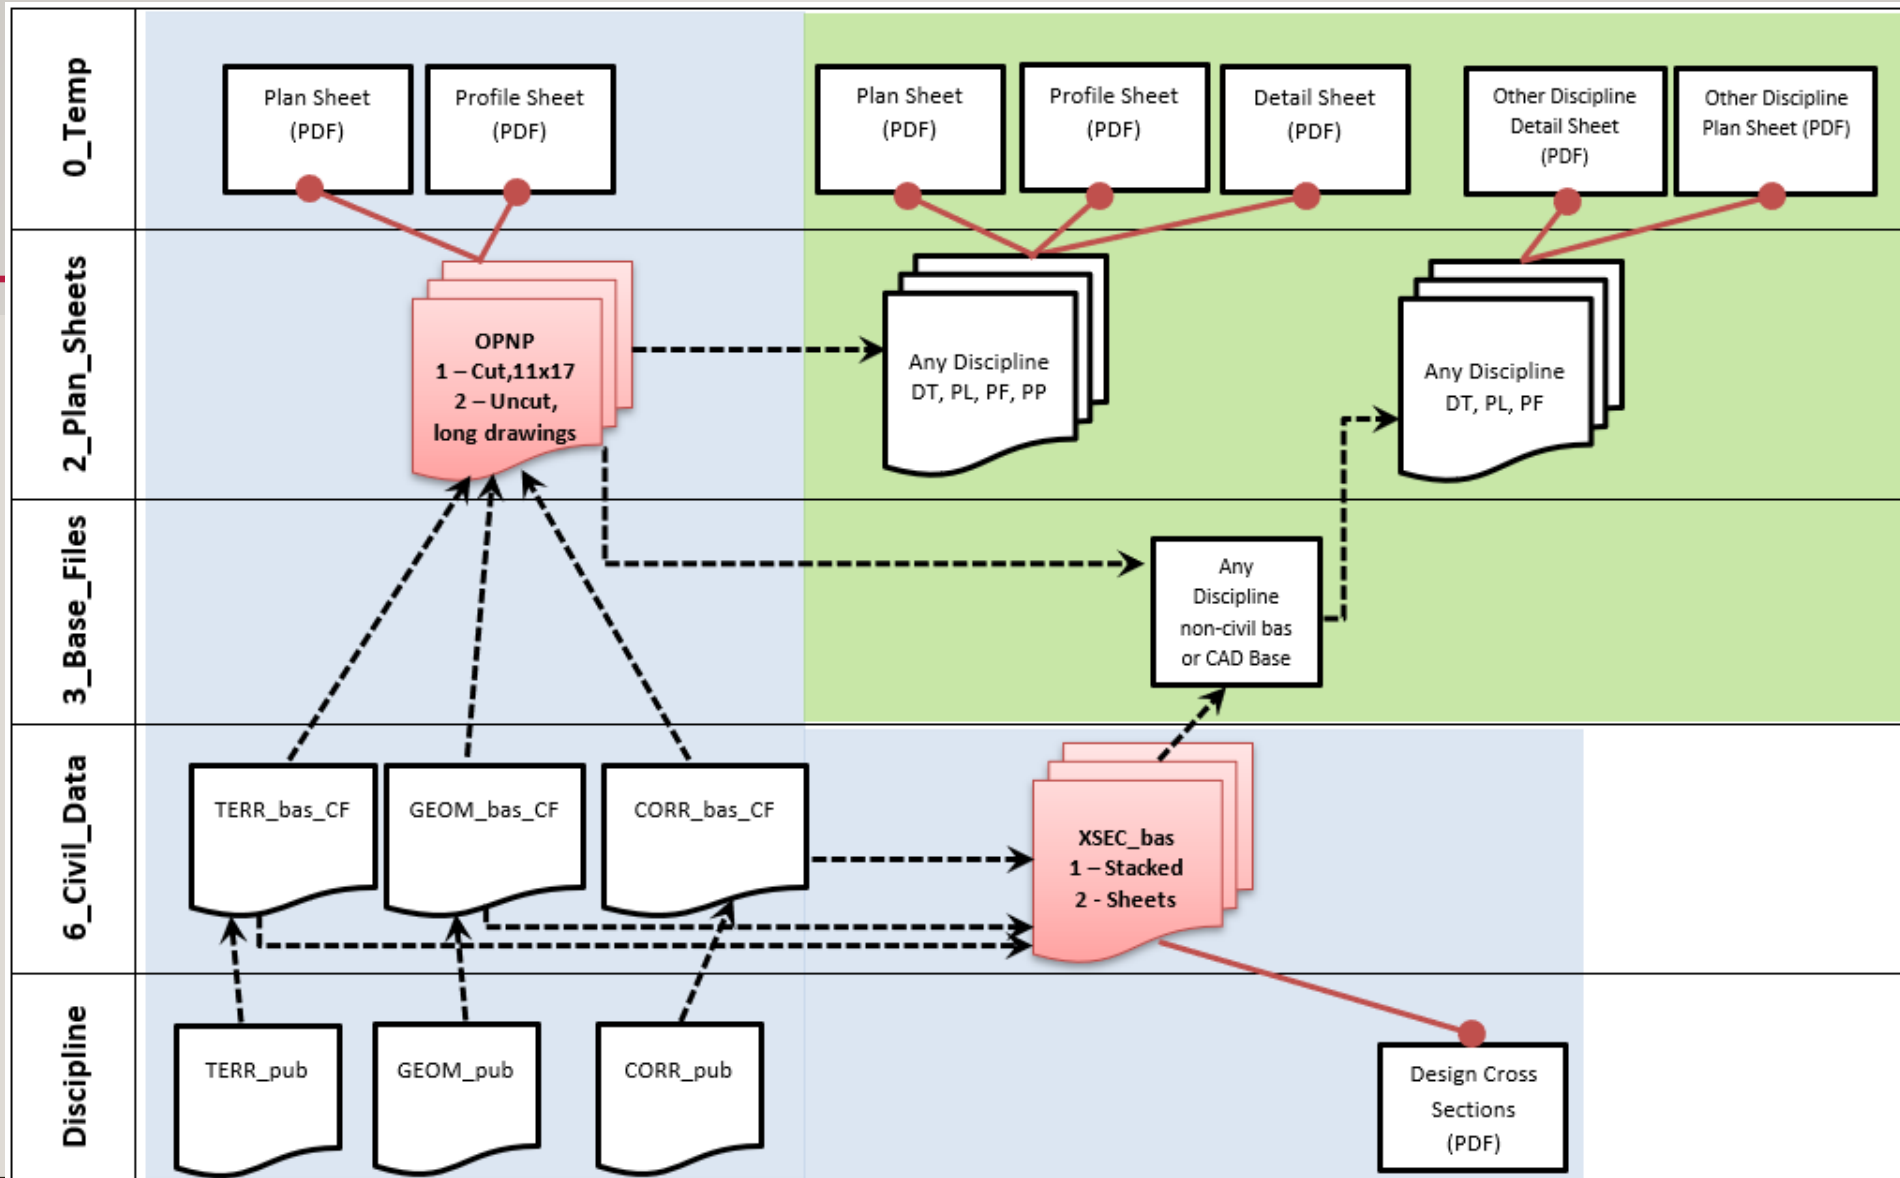 0_Temp
Plan Sheet
(PDF)
Profile Sheet
(PDF)
Plan Sheet
(PDF)
Profile Sheet
(PDF)
Detail Sheet
(PDF)
Other Discipline
Detail Sheet
(PDF)
Other Discipline
Plan Sheet (PDF)
2_Plan_Sheets
OPNP
1 – Cut,11x17
2 – Uncut,
long drawings
Any Discipline
DT, PL, PF, PP
Any Discipline
DT, PL, PF
3_Base_Files
Any
Discipline
non-civil bas
or CAD Base
6_Civil_Data
TERR_bas_CF
GEOM_bas_CF
CORR_bas_CF
XSEC_bas
1 – Stacked
2 - Sheets
Discipline
TERR_pub
GEOM_pub
CORR_pub
Design Cross
Sections
(PDF)